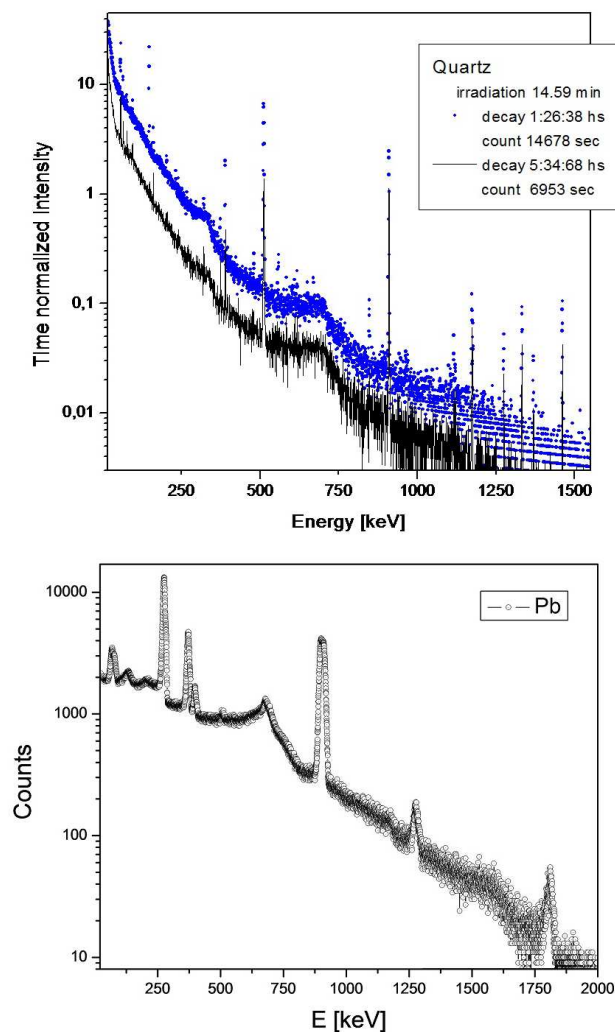 10
1
0,1
0,01
Time normalized Intensity
Quartz
irradiation 14.59 min
decay 1:26:38 hs
count 14678 sec
decay 5:34:68 hs
count 6953 sec
250 500 750 1000 1250 1500
Energy [keV]
10000
1000
100
10
Counts
Pb
250 500 750 1000 1250 1500 1750 2000
E [keV]